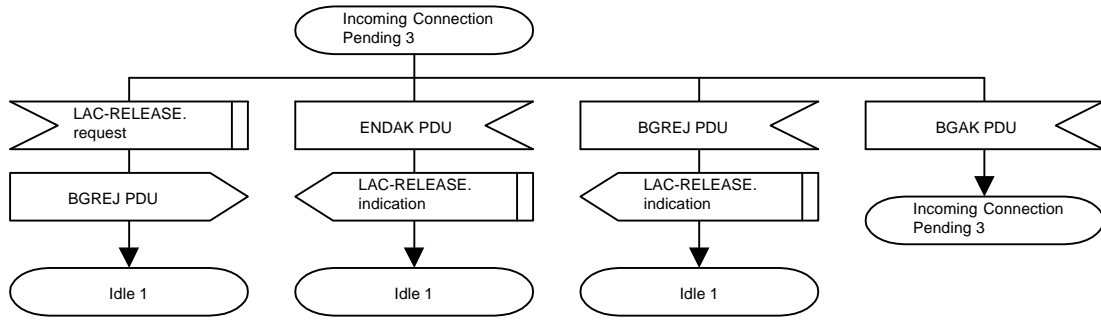 Incoming Connection
Pending 3
LAC-RELEASE.
request
ENDAK PDU
BGREJ PDU
BGAK PDU
BGREJ PDU
LAC-RELEASE.
indication
LAC-RELEASE.
indication
Incoming Connection
Pending 3
Idle 1
Idle 1
Idle 1